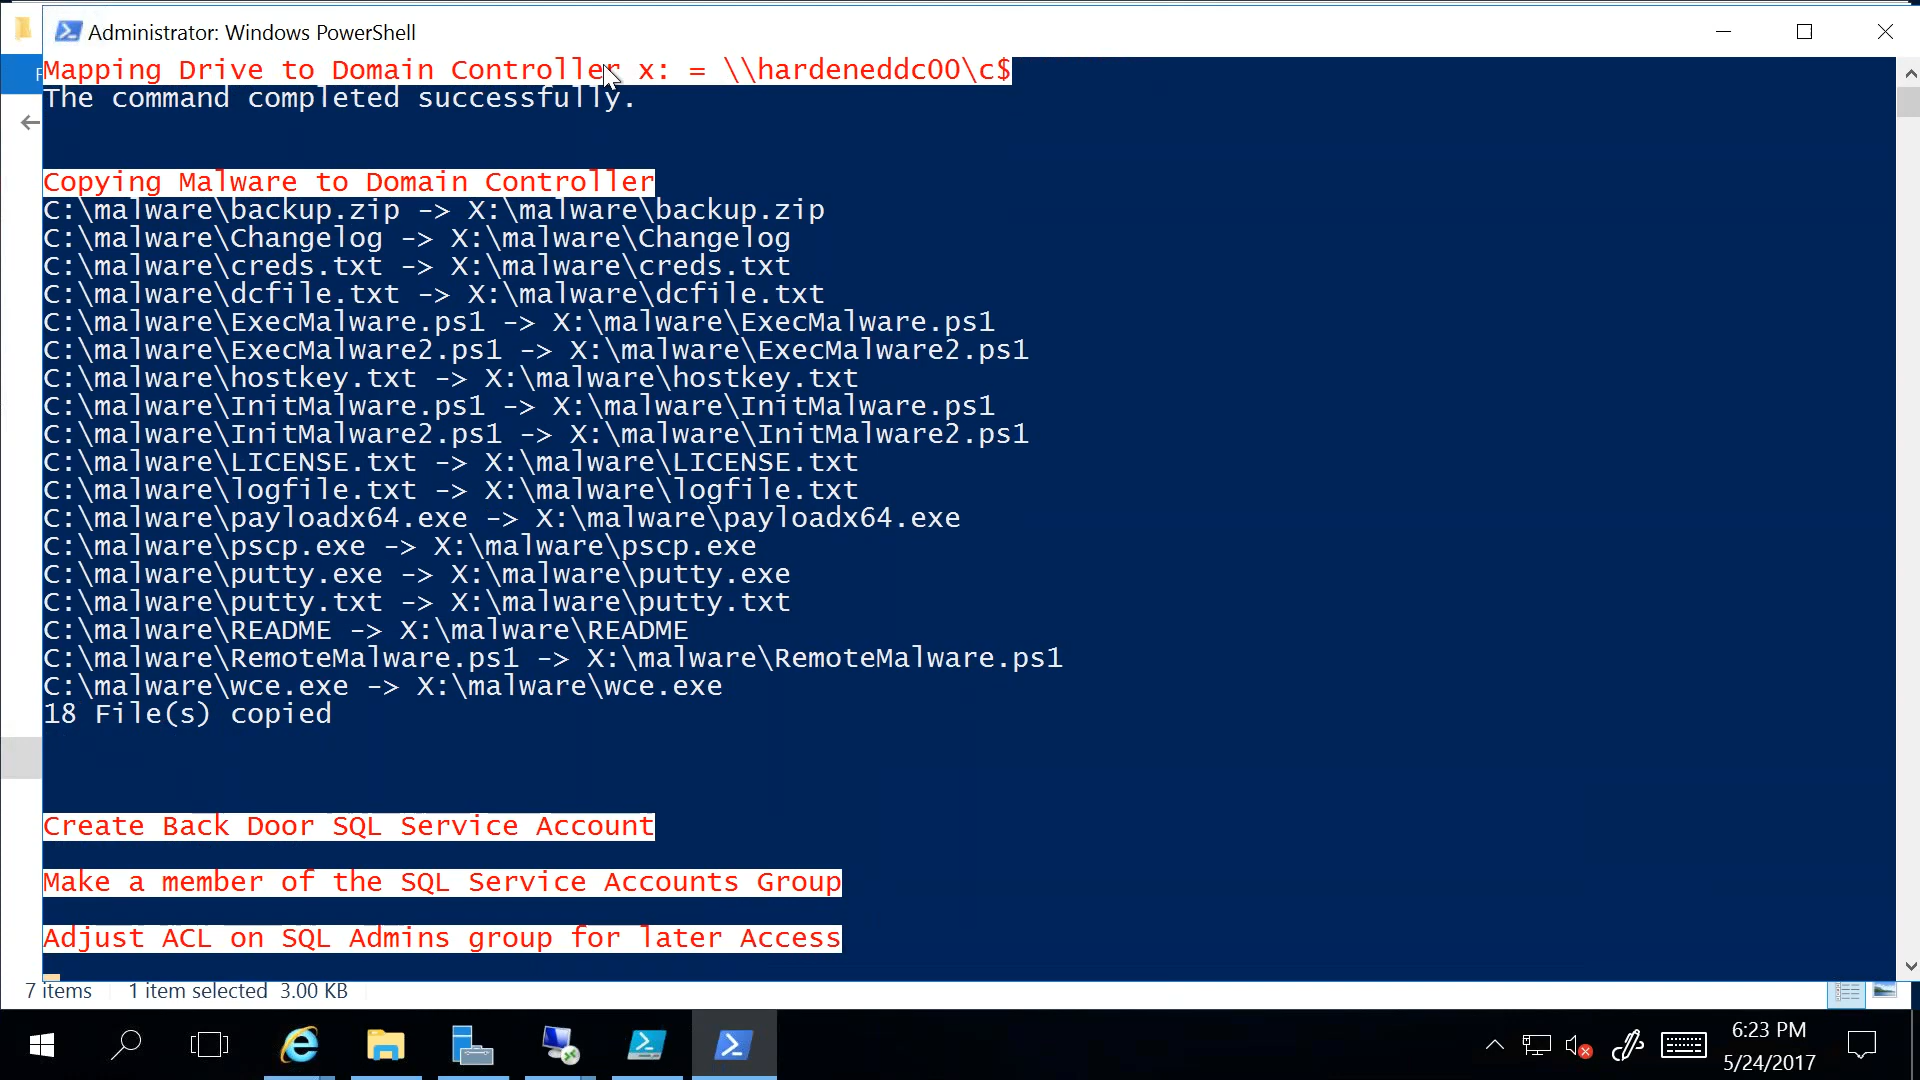 Administrator: Windows PowerShell
Mapping Drive to Domain Controller x: = \\hardeneddc00\c$
The command completed successfully.
Copying Malware to Domain Controller
C:\malware\backup.zip -> X:\malware\backup.zip
C:\malware\Changelog -> X:\malware\Changelog
C:\malware\creds.txt -> X:\malware\creds.txt
C:\malware\dcfile.txt -> X:\malware\dcfile.txt
C:\malware\ExecMalware.ps1 -> X:\malware\ExecMalware.ps1
C:\malware\ExecMalware2.ps1 -> X:\malware\ExecMalware2.ps1
C:\malware\hostkey.txt -> X:\malware\hostkey.txt
C:\malware\InitMalware.ps1 -> X:\malware\InitMalware.ps1
C:\malware\InitMalware2.ps1 -> X:\malware\InitMalware2.ps1
C:\malware\LICENSE.txt -> X:\malware\LICENSE.txt
C:\malware\logfile.txt -> X:\malware\logfile.txt
C:\malware\payloadx64.exe -> X:\malware\payloadx64.exe
C:\malware\pscp.exe -> X:\malware\pscp.exe
C:\malware\putty.exe -> X:\malware\putty.exe
C:\malware\putty.txt -> X:\malware\putty.txt
C:\malware\README -> X:\malware\README
C:\malware\RemoteMalware.ps1 -> X:\malware\RemoteMalware.ps1
C:\malware\wce.exe -> X:\malware\wce.exe
18 File(s) copied
Create Back Door SQL Service Account
Make a member of the SQL Service Accounts Group
Adjust ACL on SQL Admins group for later Access
7 items 1 item selected 3.00 KB
6:23 PM
5/24/2017